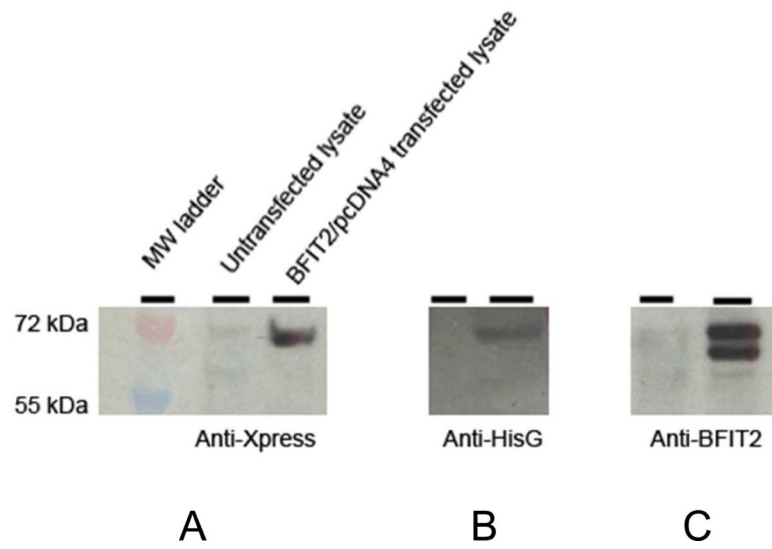 MW ladder
Untransfected lysate
BFIT2/pcDNA4 transfected lysate
72 kDa
55 kDa
Anti-Xpress
Anti-HisG
Anti-BFIT2
A
B
C